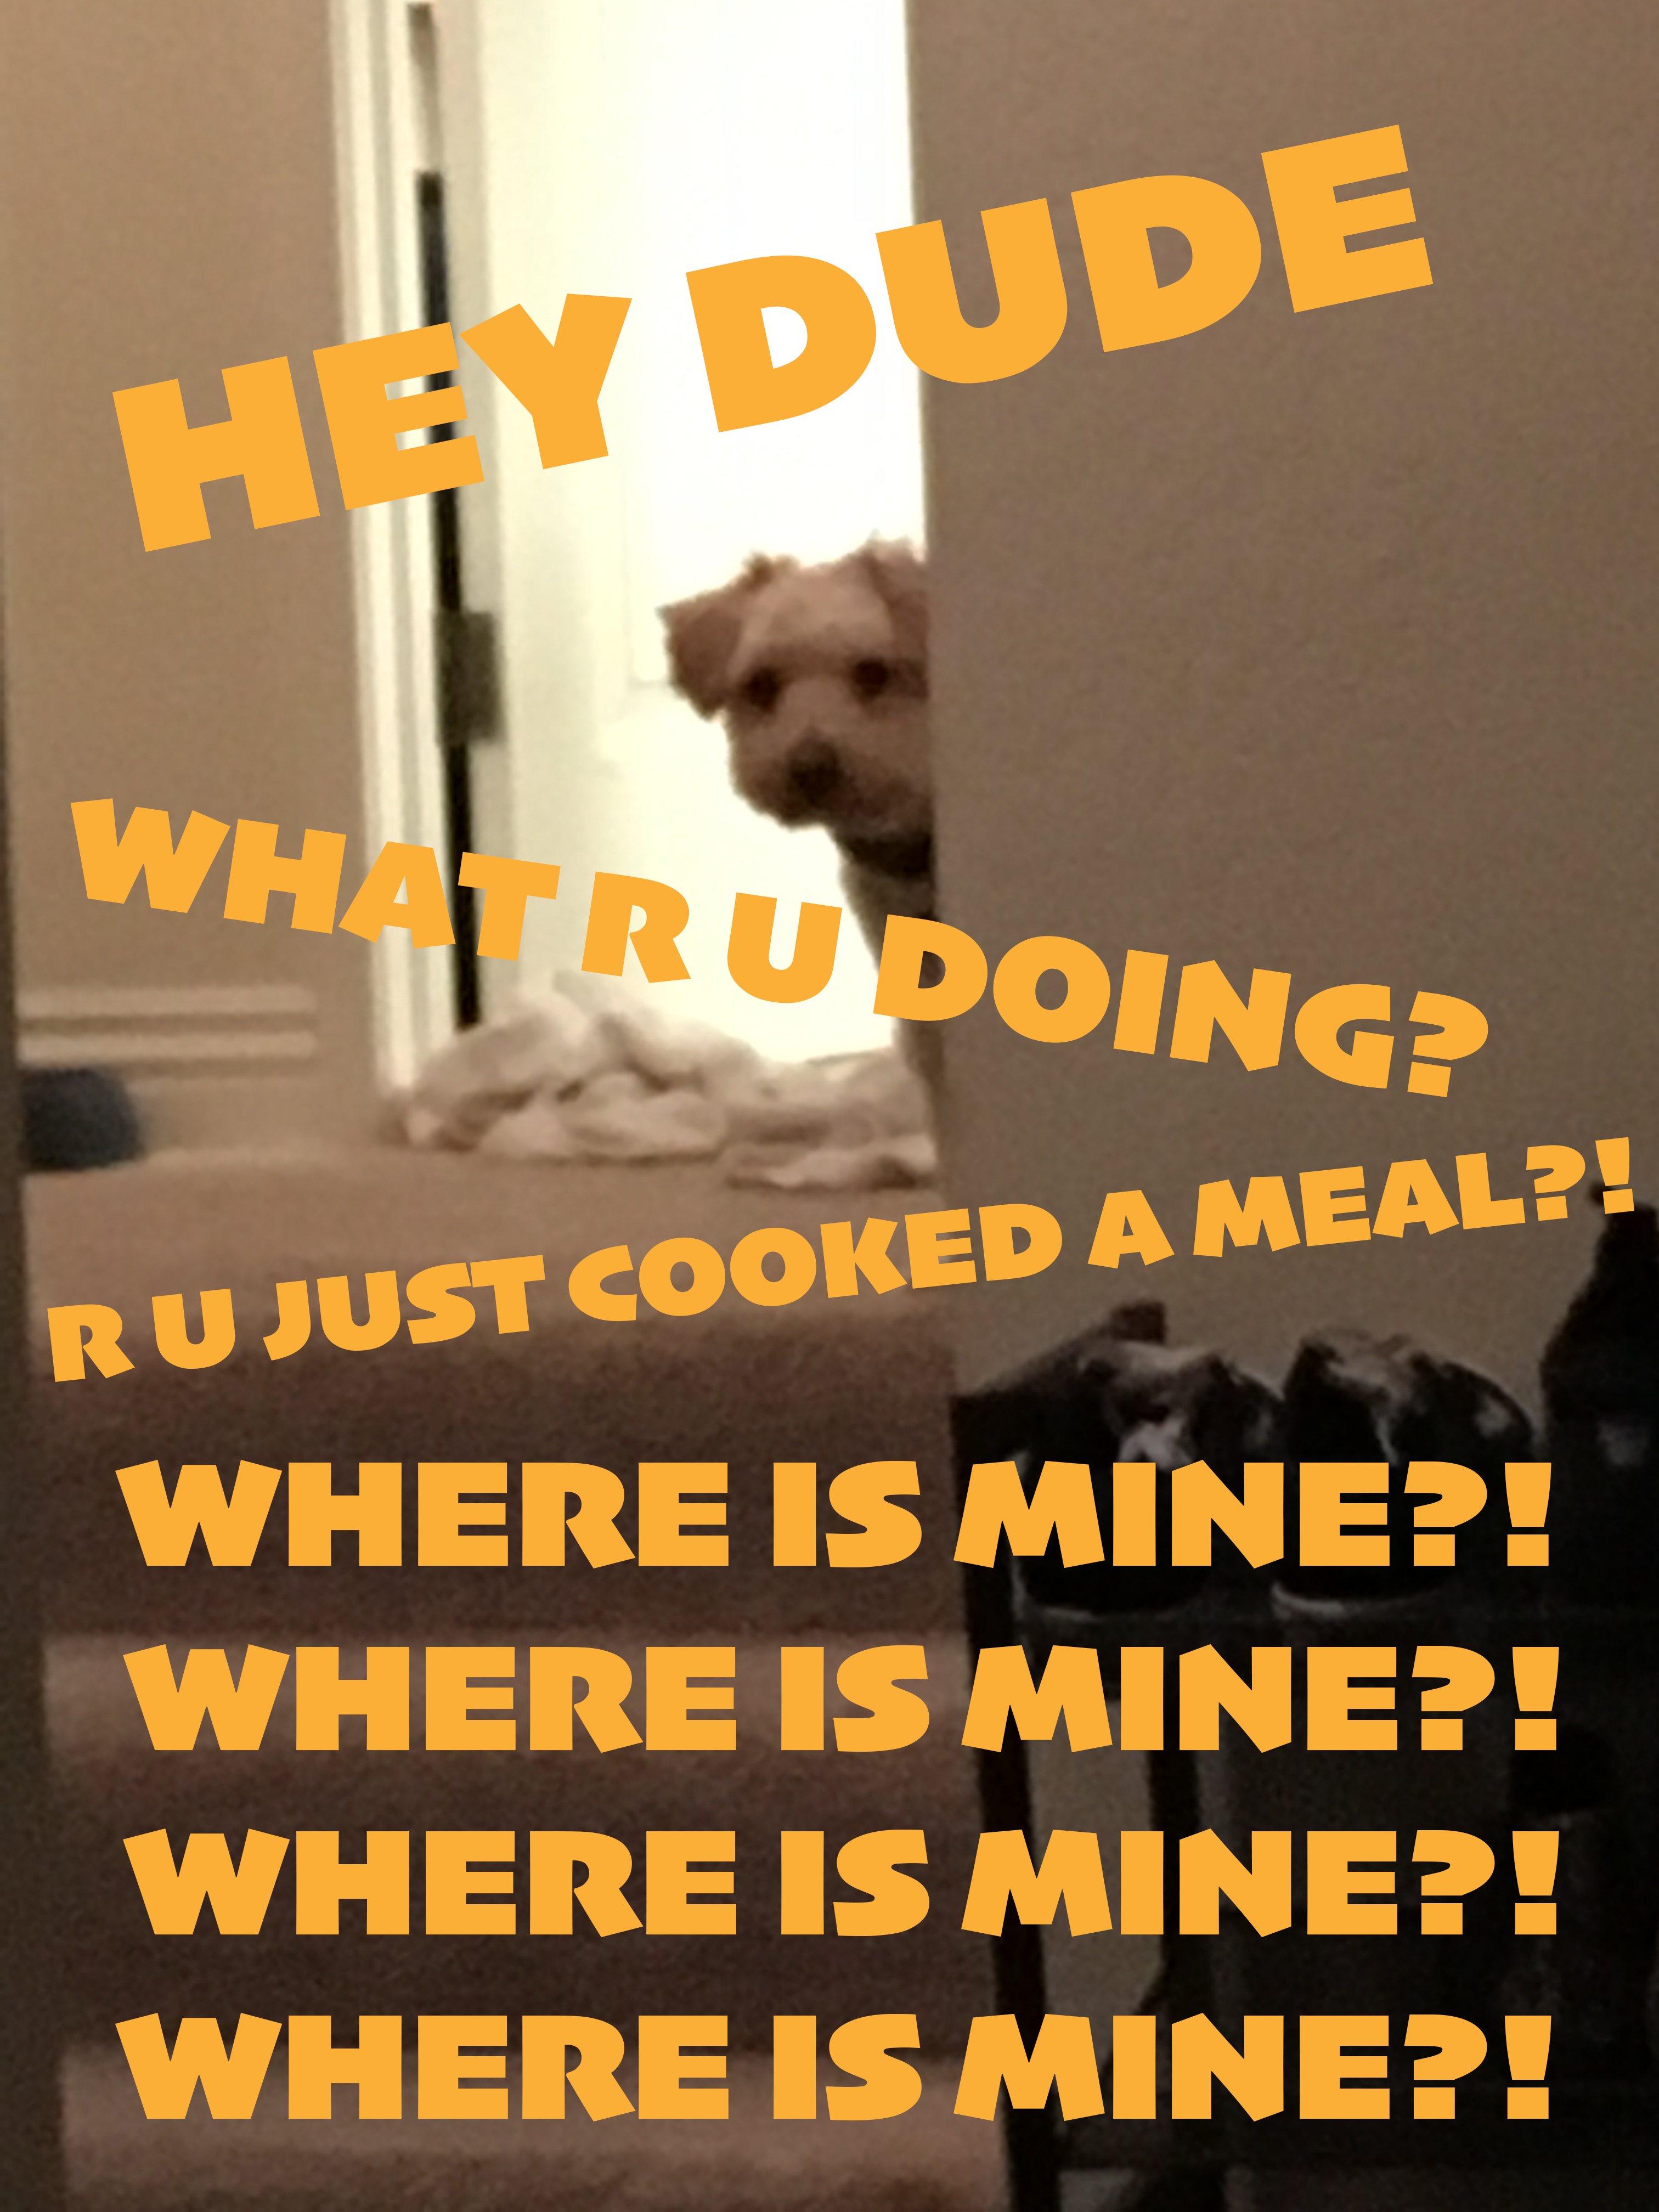 HEY DUDE
WHAT R U DOING?
R U JUST COOKED A MEAL?!
WHERE IS MINE?!
WHERE IS MINE?!
WHERE IS MINE?!
WHERE IS MINE?!